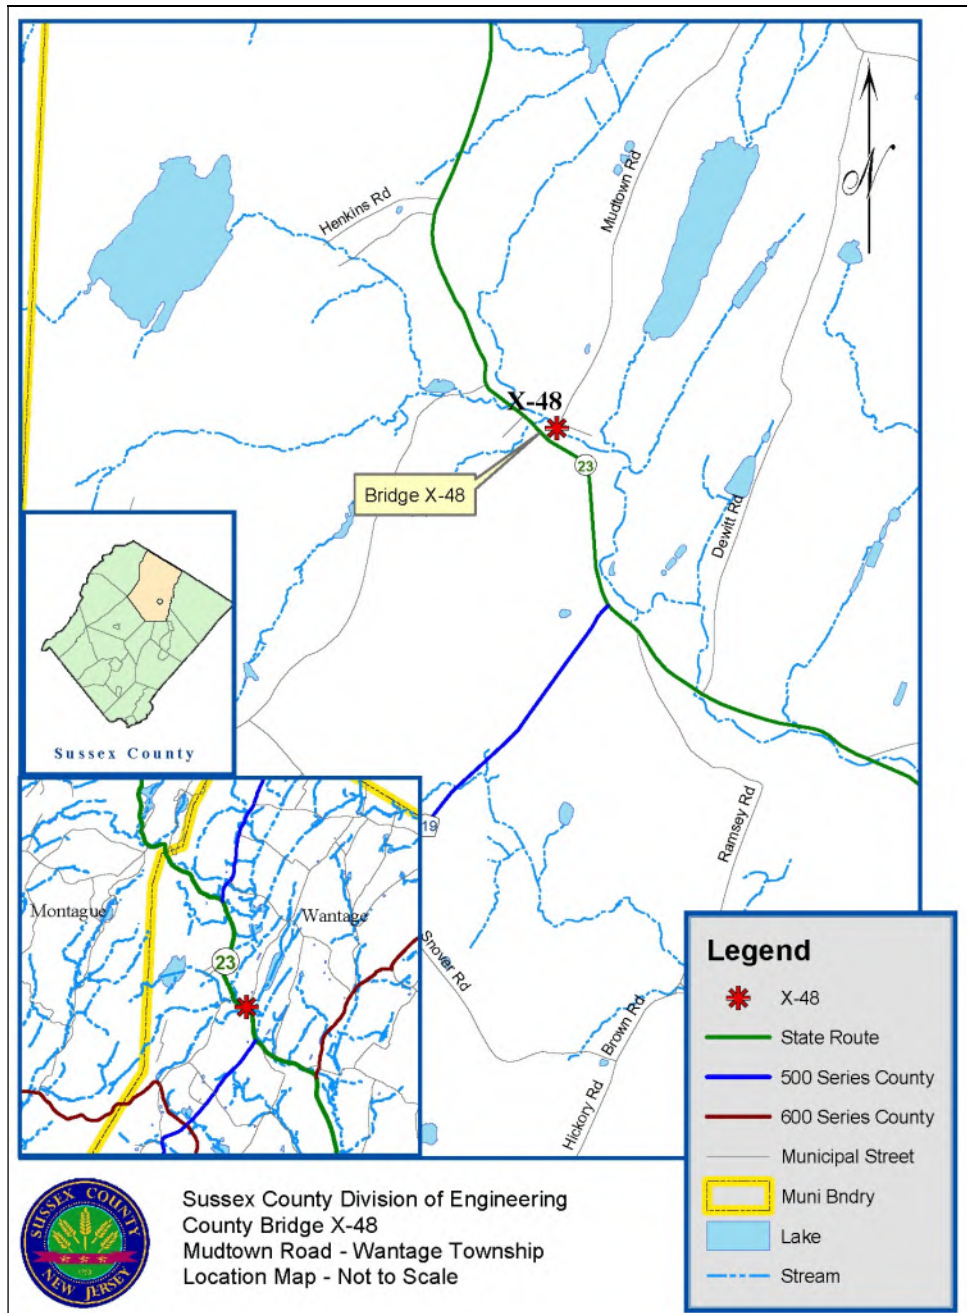 N
Mudtown Rd
Henkins Rd
X-48
23
Bridge X-48
Dewitt Rd
Sussex County
19
Ramsey Rd
Montague
Wantage
23
Snover Rd
Brown Rd
Hickory Rd
Legend
X-48
State Route
500 Series County
600 Series County
Municipal Street
Muni Bndry
Lake
Stream
SUSSEX COUNTY
NEW JERSEY
1753
Sussex County Division of Engineering
County Bridge X-48
Mudtown Road - Wantage Township
Location Map - Not to Scale